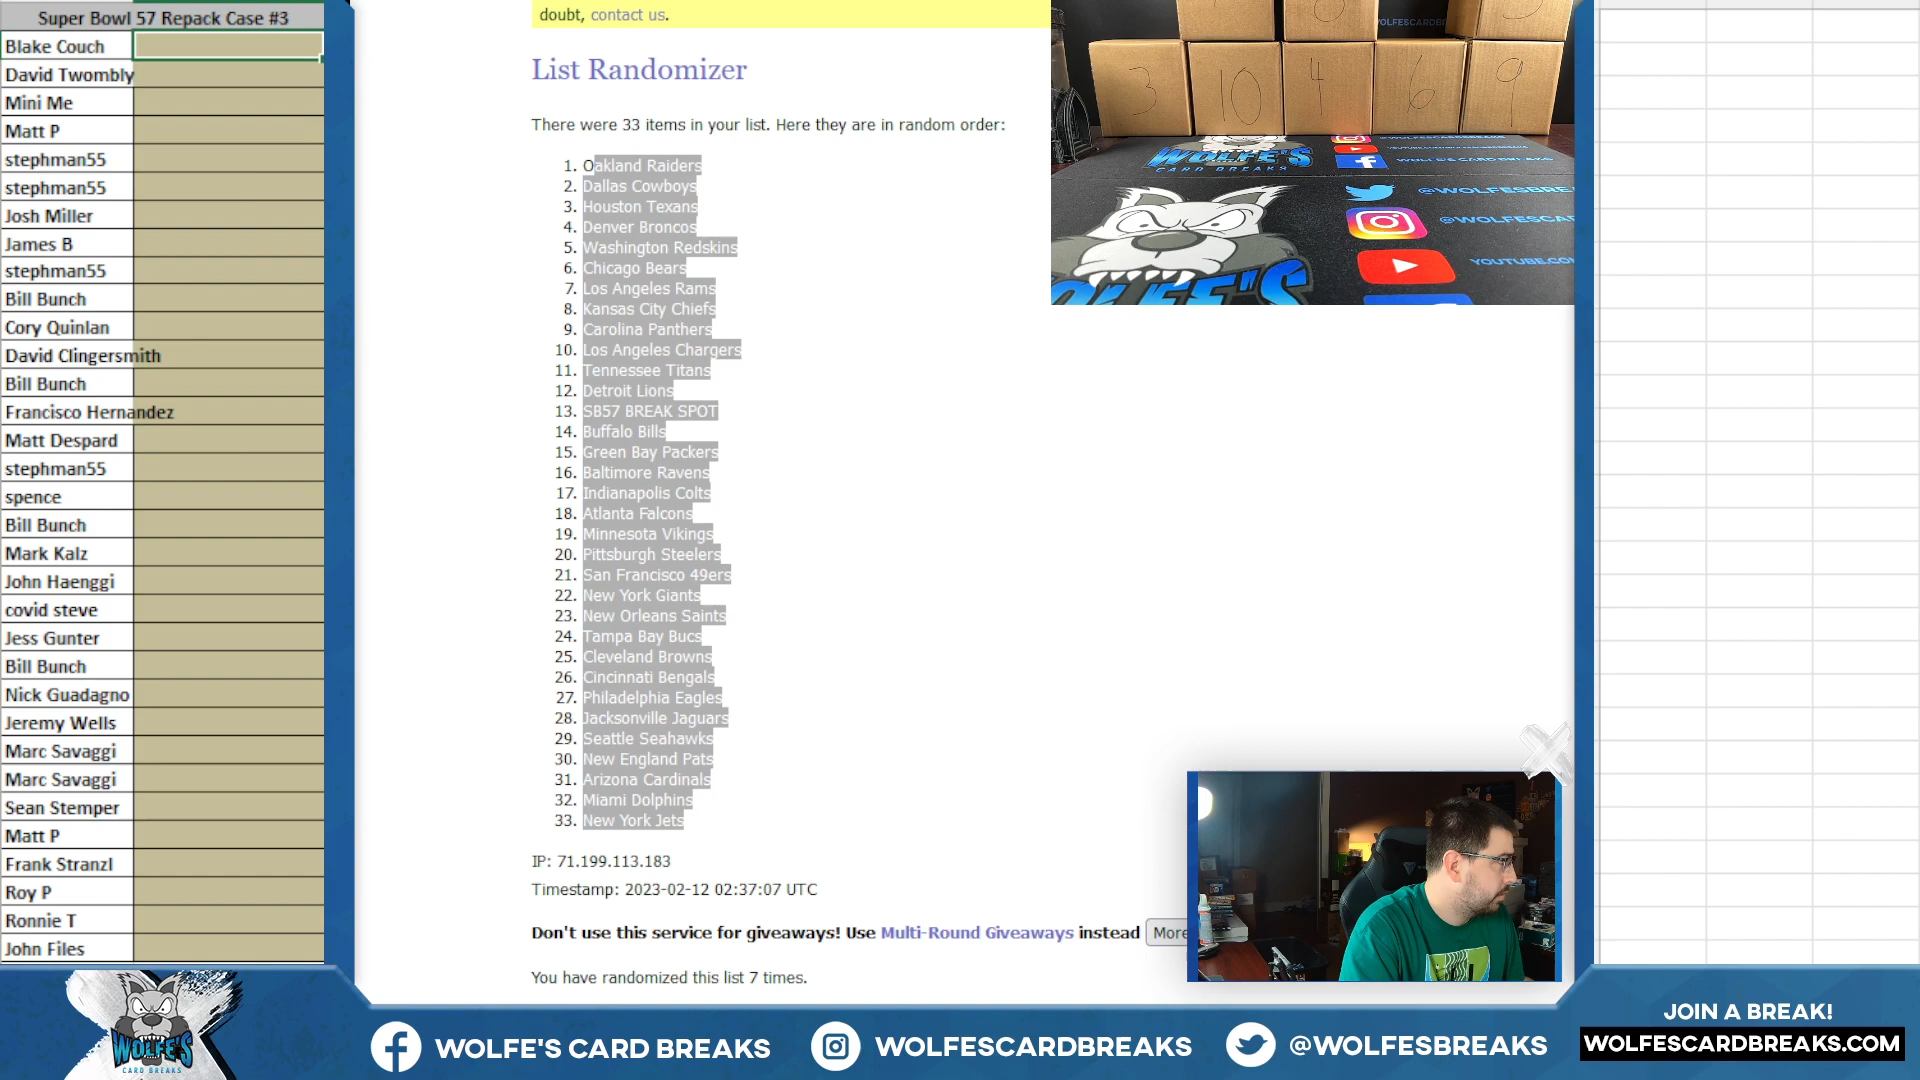 Super Bowl 57 Repack Case #3
Blake Couch
David Twombly
Mini Me
Matt P
stephman55
stephman55
Josh Miller
James B
stephman55
Bill Bunch
Cory Quinlan
David Clingersmith
Bill Bunch
Francisco Hernandez
Matt Despard
stephman55
spence
Bill Bunch
Mark Kalz
John Haenggi
covid steve
Jess Gunter
Bill Bunch
Nick Guadagno
Jeremy Wells
Marc Savaggi
Marc Savaggi
Sean Stemper
Matt P
Frank Stranzl
Roy P
Ronnie T
John Files
doubt, contact us.
List Randomizer
There were 33 items in your list. Here they are in random order:
1. Oakland Raiders
2. Dallas Cowboys
3. Houston Texans
4. Denver Broncos
5. Washington Redskins
6. Chicago Bears
7. Los Angeles Rams
8. Kansas City Chiefs
9. Carolina Panthers
10. Los Angeles Chargers
11. Tennessee Titans
12. Detroit Lions
13. SB57 BREAK SPOT
14. Buffalo Bills
15. Green Bay Packers
16. Baltimore Ravens
17. Indianapolis Colts
18. Atlanta Falcons
19. Minnesota Vikings
20. Pittsburgh Steelers
21. San Francisco 49ers
22. New York Giants
23. New Orleans Saints
24. Tampa Bay Bucs
25. Cleveland Browns
26. Cincinnati Bengals
27. Philadelphia Eagles
28. Jacksonville Jaguars
29. Seattle Seahawks
30. New England Pats
31. Arizona Cardinals
32. Miami Dolphins
33. New York Jets
IP: 71.199.113.183
Timestamp: 2023-02-12 02:37:07 UTC
Don't use this service for giveaways! Use Multi-Round Giveaways instead More
You have randomized this list 7 times.
3 10 4 6 9
WOLFE'S
CARD BREAKS
@WOLFESBREA
@WOLFESCAR
YOUTUBE.CO
WOLFE'S
WOLFE'S
CARD BREAKS
WOLFE'S CARD BREAKS
WOLFESCARDBREAKS
@WOLFESBREAKS
JOIN A BREAK!
WOLFESCARDBREAKS.COM